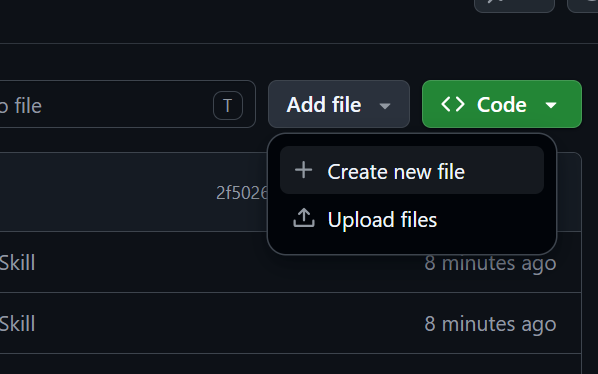 o file
T
Add file
<> Code
Create new file
Upload files
2f5026
Skill
8 minutes ago
Skill
8 minutes ago